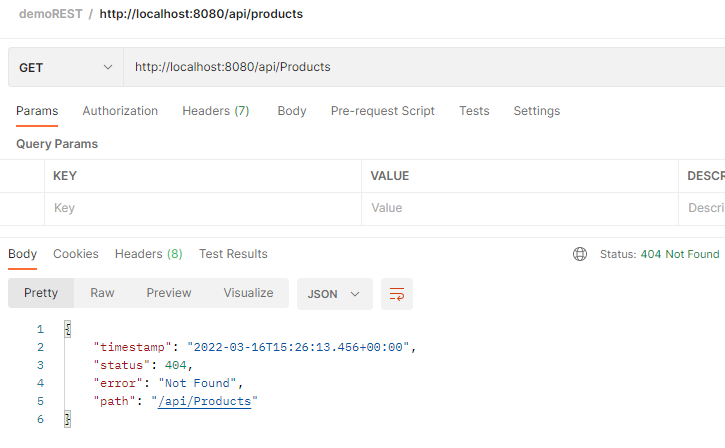 demoREST / http://localhost:8080/api/products
GET http://localhost:8080/api/Products
Params Authorization Headers (7) Body Pre-request Script Tests Settings
Query Params
KEY VALUE DESCR
Key Value Descri
Body Cookies Headers (8) Test Results Status: 404 Not Found
Pretty Raw Preview Visualize JSON
1 {
2 "timestamp": "2022-03-16T15:26:13.456+00:00",
3 "status": 404,
4 "error": "Not Found",
5 "path": "/api/Products"
6 }